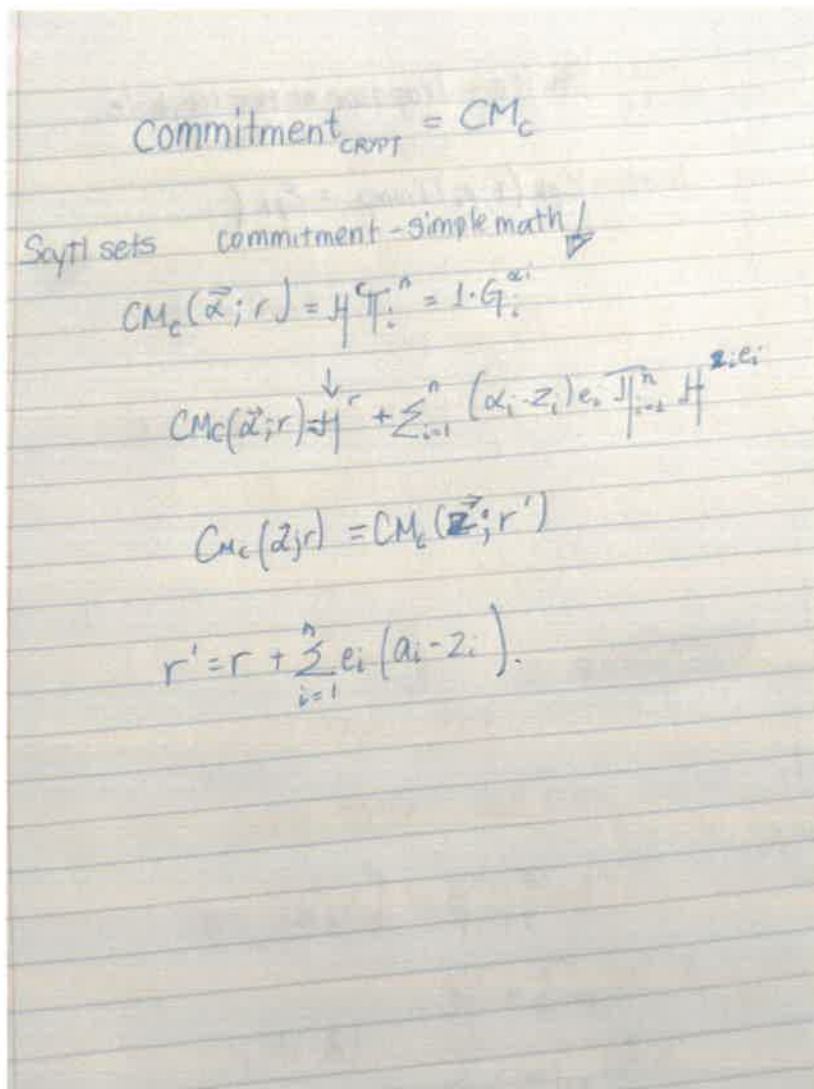 Commitment_CRYPT = CM_c
Scytl sets commitment - simple math!
CM_c(α⃗; r) = H^r ∏_i^n = 1 · G_i^{α_i}
↓
CM_c(α⃗; r) = H^r + Σ_{i=1}^n (α_i - z_i) e_i ∏_{i=1}^n H^{z_i e_i}
C_Mc(α⃗; r) = CM_c(z⃗; r')
r' = r + Σ_{i=1}^n e_i (a_i - z_i).